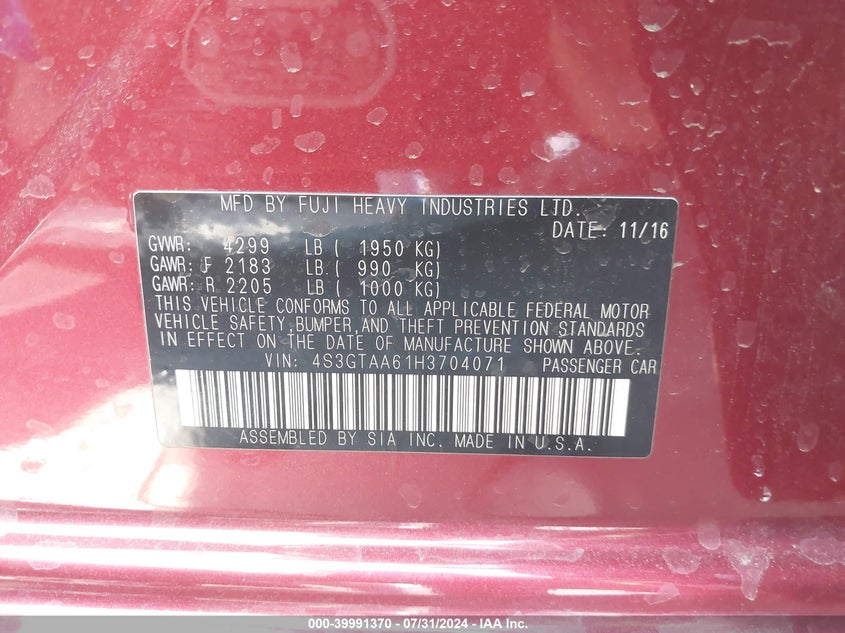 MFD BY FUJI HEAVY INDUSTRIES LTD.
DATE: 11/16
GVWR: 4299 LB ( 1950 KG)
GAWR: F 2183 LB ( 990 KG)
GAWR: R 2205 LB ( 1000 KG)
THIS VEHICLE CONFORMS TO ALL APPLICABLE FEDERAL MOTOR
VEHICLE SAFETY, BUMPER, AND THEFT PREVENTION STANDARDS
IN EFFECT ON THE DATE OF MANUFACTURE SHOWN ABOVE.
VIN: 4S3GTAA61H3704071 PASSENGER CAR
ASSEMBLED BY SIA INC. MADE IN U.S.A.
000-39991370 - 07/31/2024 - IAA Inc.